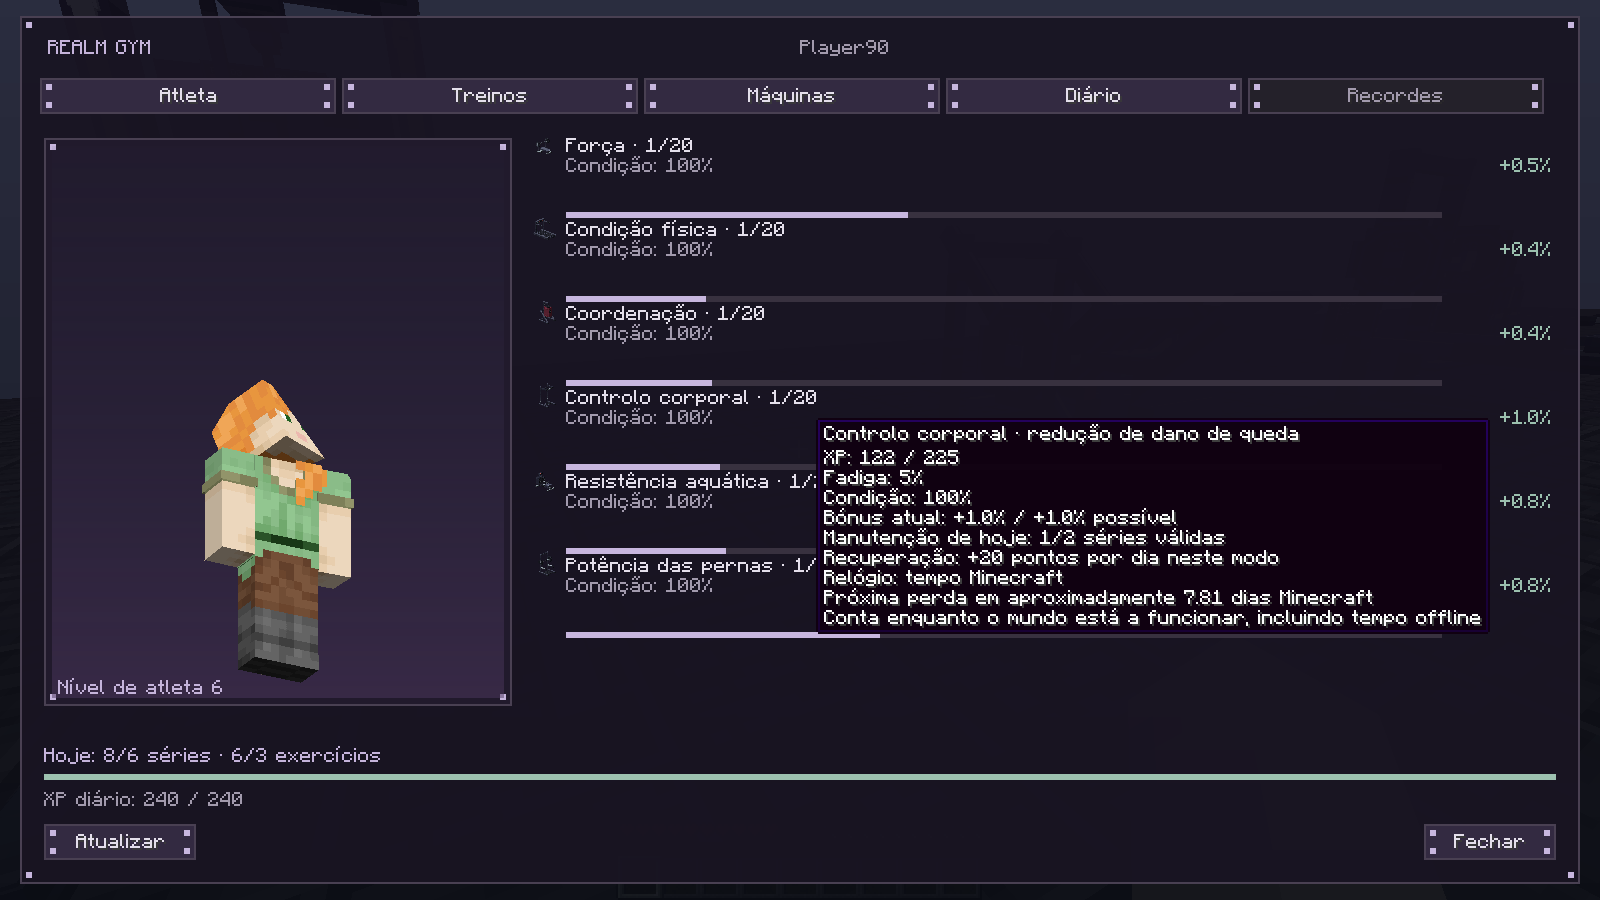 REALM GYM
Player90
Atleta
Treinos
Máquinas
Diário
Recordes
Força · 1/20
Condição: 100%
+0.5%
Condição física · 1/20
Condição: 100%
+0.4%
Coordenação · 1/20
Condição: 100%
+0.4%
Controlo corporal · 1/20
Condição: 100%
+1.0%
Resistência aquática ·
Condição: 100%
+0.8%
Potência das pernas ·
Condição: 100%
+0.8%
Controlo corporal · redução de dano de queda
XP: 122 / 225
Fadiga: 5%
Condição: 100%
Bónus atual: +1.0% / +1.0% possível
Manutenção de hoje: 1/2 séries válidas
Recuperação: +20 pontos por dia neste modo
Relógio: tempo Minecraft
Próxima perda em aproximadamente 7.81 dias Minecraft
Conta enquanto o mundo está a funcionar, incluindo tempo offline
Nível de atleta 6
Hoje: 8/6 séries · 6/3 exercícios
XP diário: 240 / 240
Atualizar
Fechar